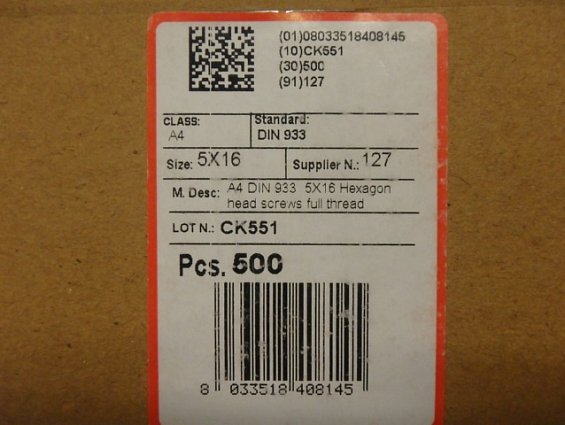 (01)08033518408145
(10)CK551
(30)500
(91)127
CLASS:
A4
Standard:
DIN 933
Size: 5X16
Supplier N.: 127
M. Desc: A4 DIN 933 5X16 Hexagon
head screws full thread
LOT N.: CK551
Pcs. 500
8 033518 408145